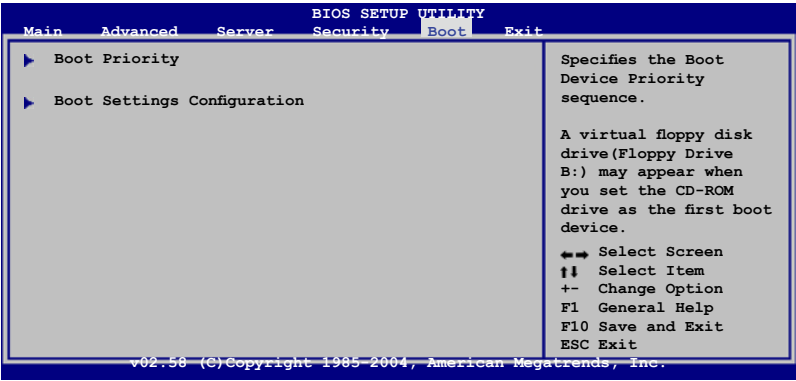 BIOS SETUP UTILITY
Main Advanced Server Security Boot Exit
Boot Priority
Boot Settings Configuration
Specifies the Boot
Device Priority
sequence.
A virtual floppy disk
drive(Floppy Drive
B:) may appear when
you set the CD-ROM
drive as the first boot
device.
Select Screen
Select Item
+- Change Option
F1 General Help
F10 Save and Exit
ESC Exit
v02.58 (C)Copyright 1985-2004, American Megatrends, Inc.